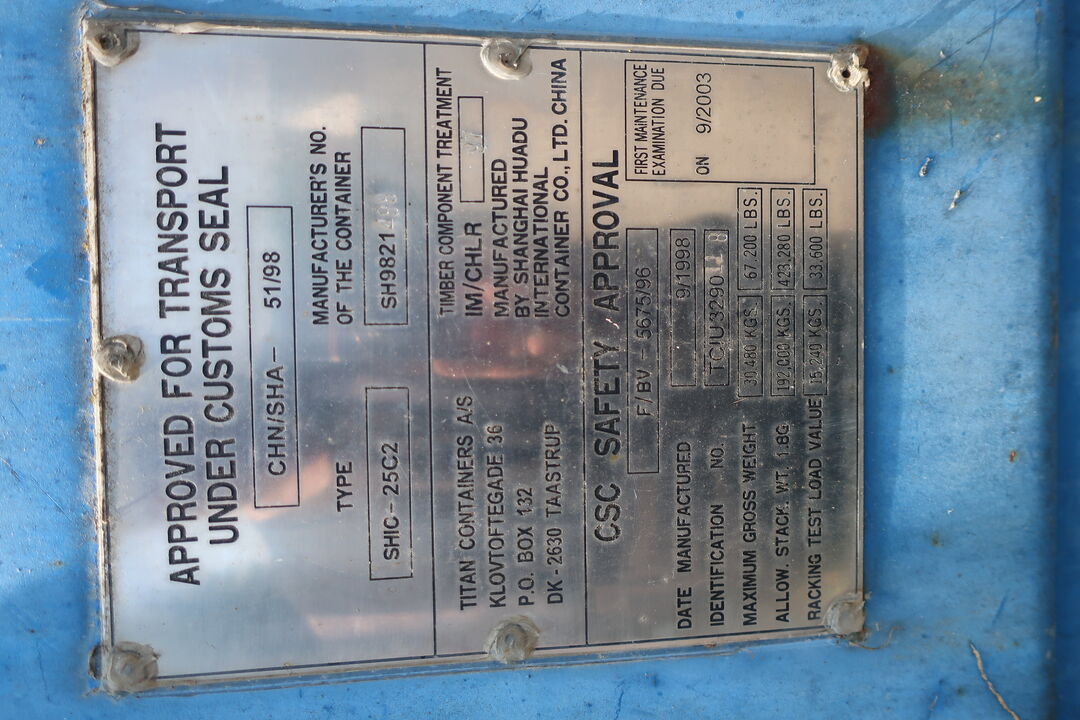 APPROVED FOR TRANSPORT
UNDER CUSTOMS SEAL
CHN/SHA- 51/98
TYPE
SHIC-25C2
MANUFACTURER'S NO.
OF THE CONTAINER
SH9821
TITAN CONTAINERS A/S
KLOVTOFTEGADE 36
P.O. BOX 132
DK-2630 TAASTRUP
TIMBER COMPONENT TREATMENT
IM/CHLR
MANUFACTURED
BY SHANGHAI HUADU
INTERNATIONAL
CONTAINER CO., LTD. CHINA
CSC SAFETY APPROVAL
F/BV-5675/96
FIRST MAINTENANCE
EXAMINATION DUE
ON 9/2003
DATE MANUFACTURED 9/1998
IDENTIFICATION NO. TCIU3290
MAXIMUM GROSS WEIGHT 30,480 KGS. 67,200 LBS.
ALLOW. STACK. WT. 1.8G 192,000 KGS. 423,280 LBS.
RACKING TEST LOAD VALUE 15,240 KGS. 33,600 LBS.